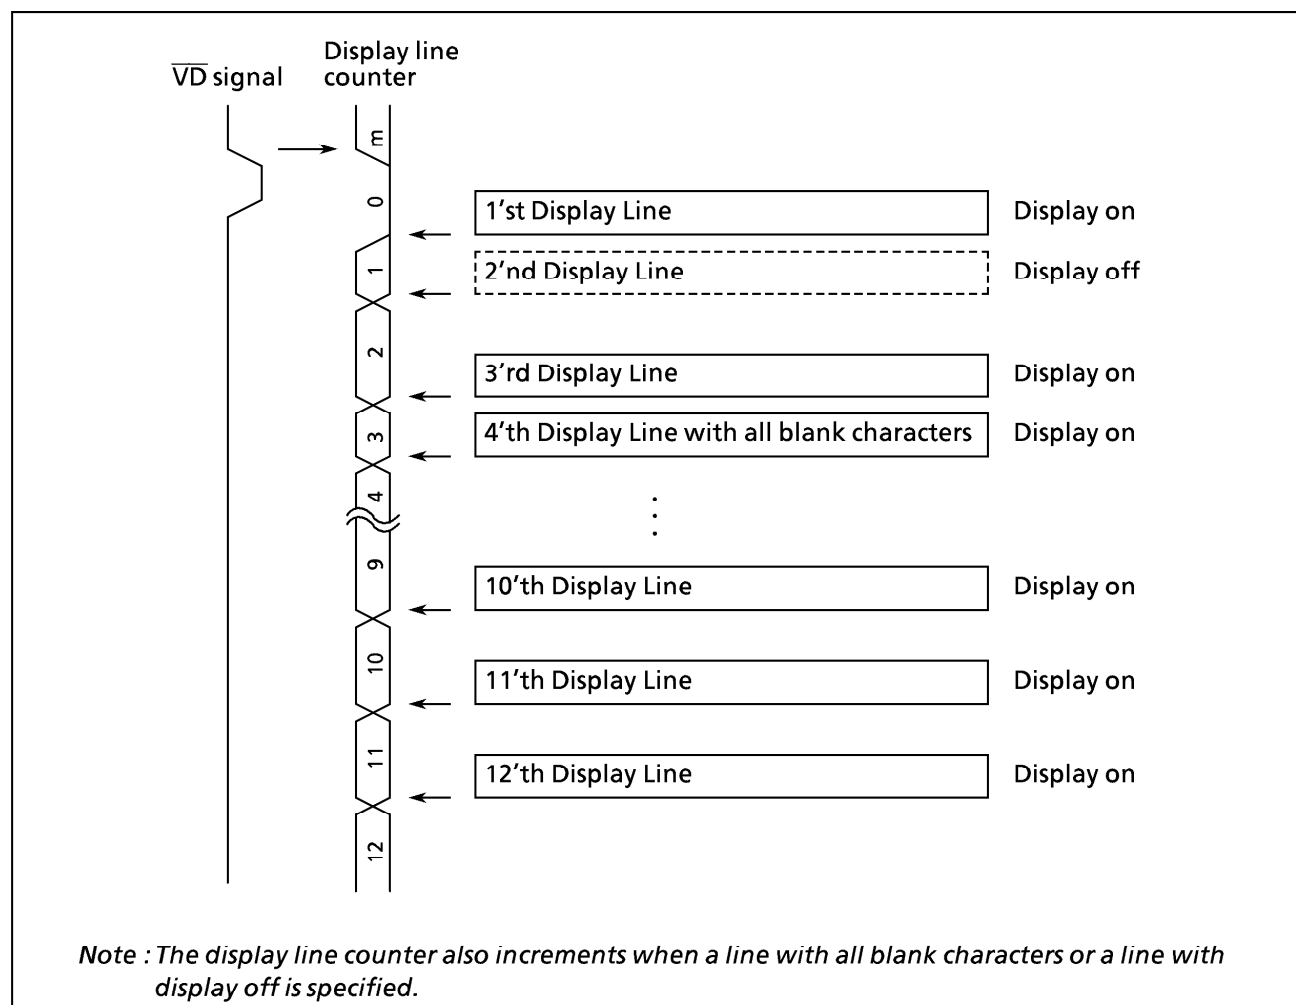 Display line
counter
V̅D̅ signal
m
0
1'st Display Line Display on
1
2'nd Display Line Display off
2
3'rd Display Line Display on
3
4'th Display Line with all blank characters Display on
4
9
10'th Display Line Display on
10
11'th Display Line Display on
11
12'th Display Line Display on
12
Note : The display line counter also increments when a line with all blank characters or a line with
display off is specified.